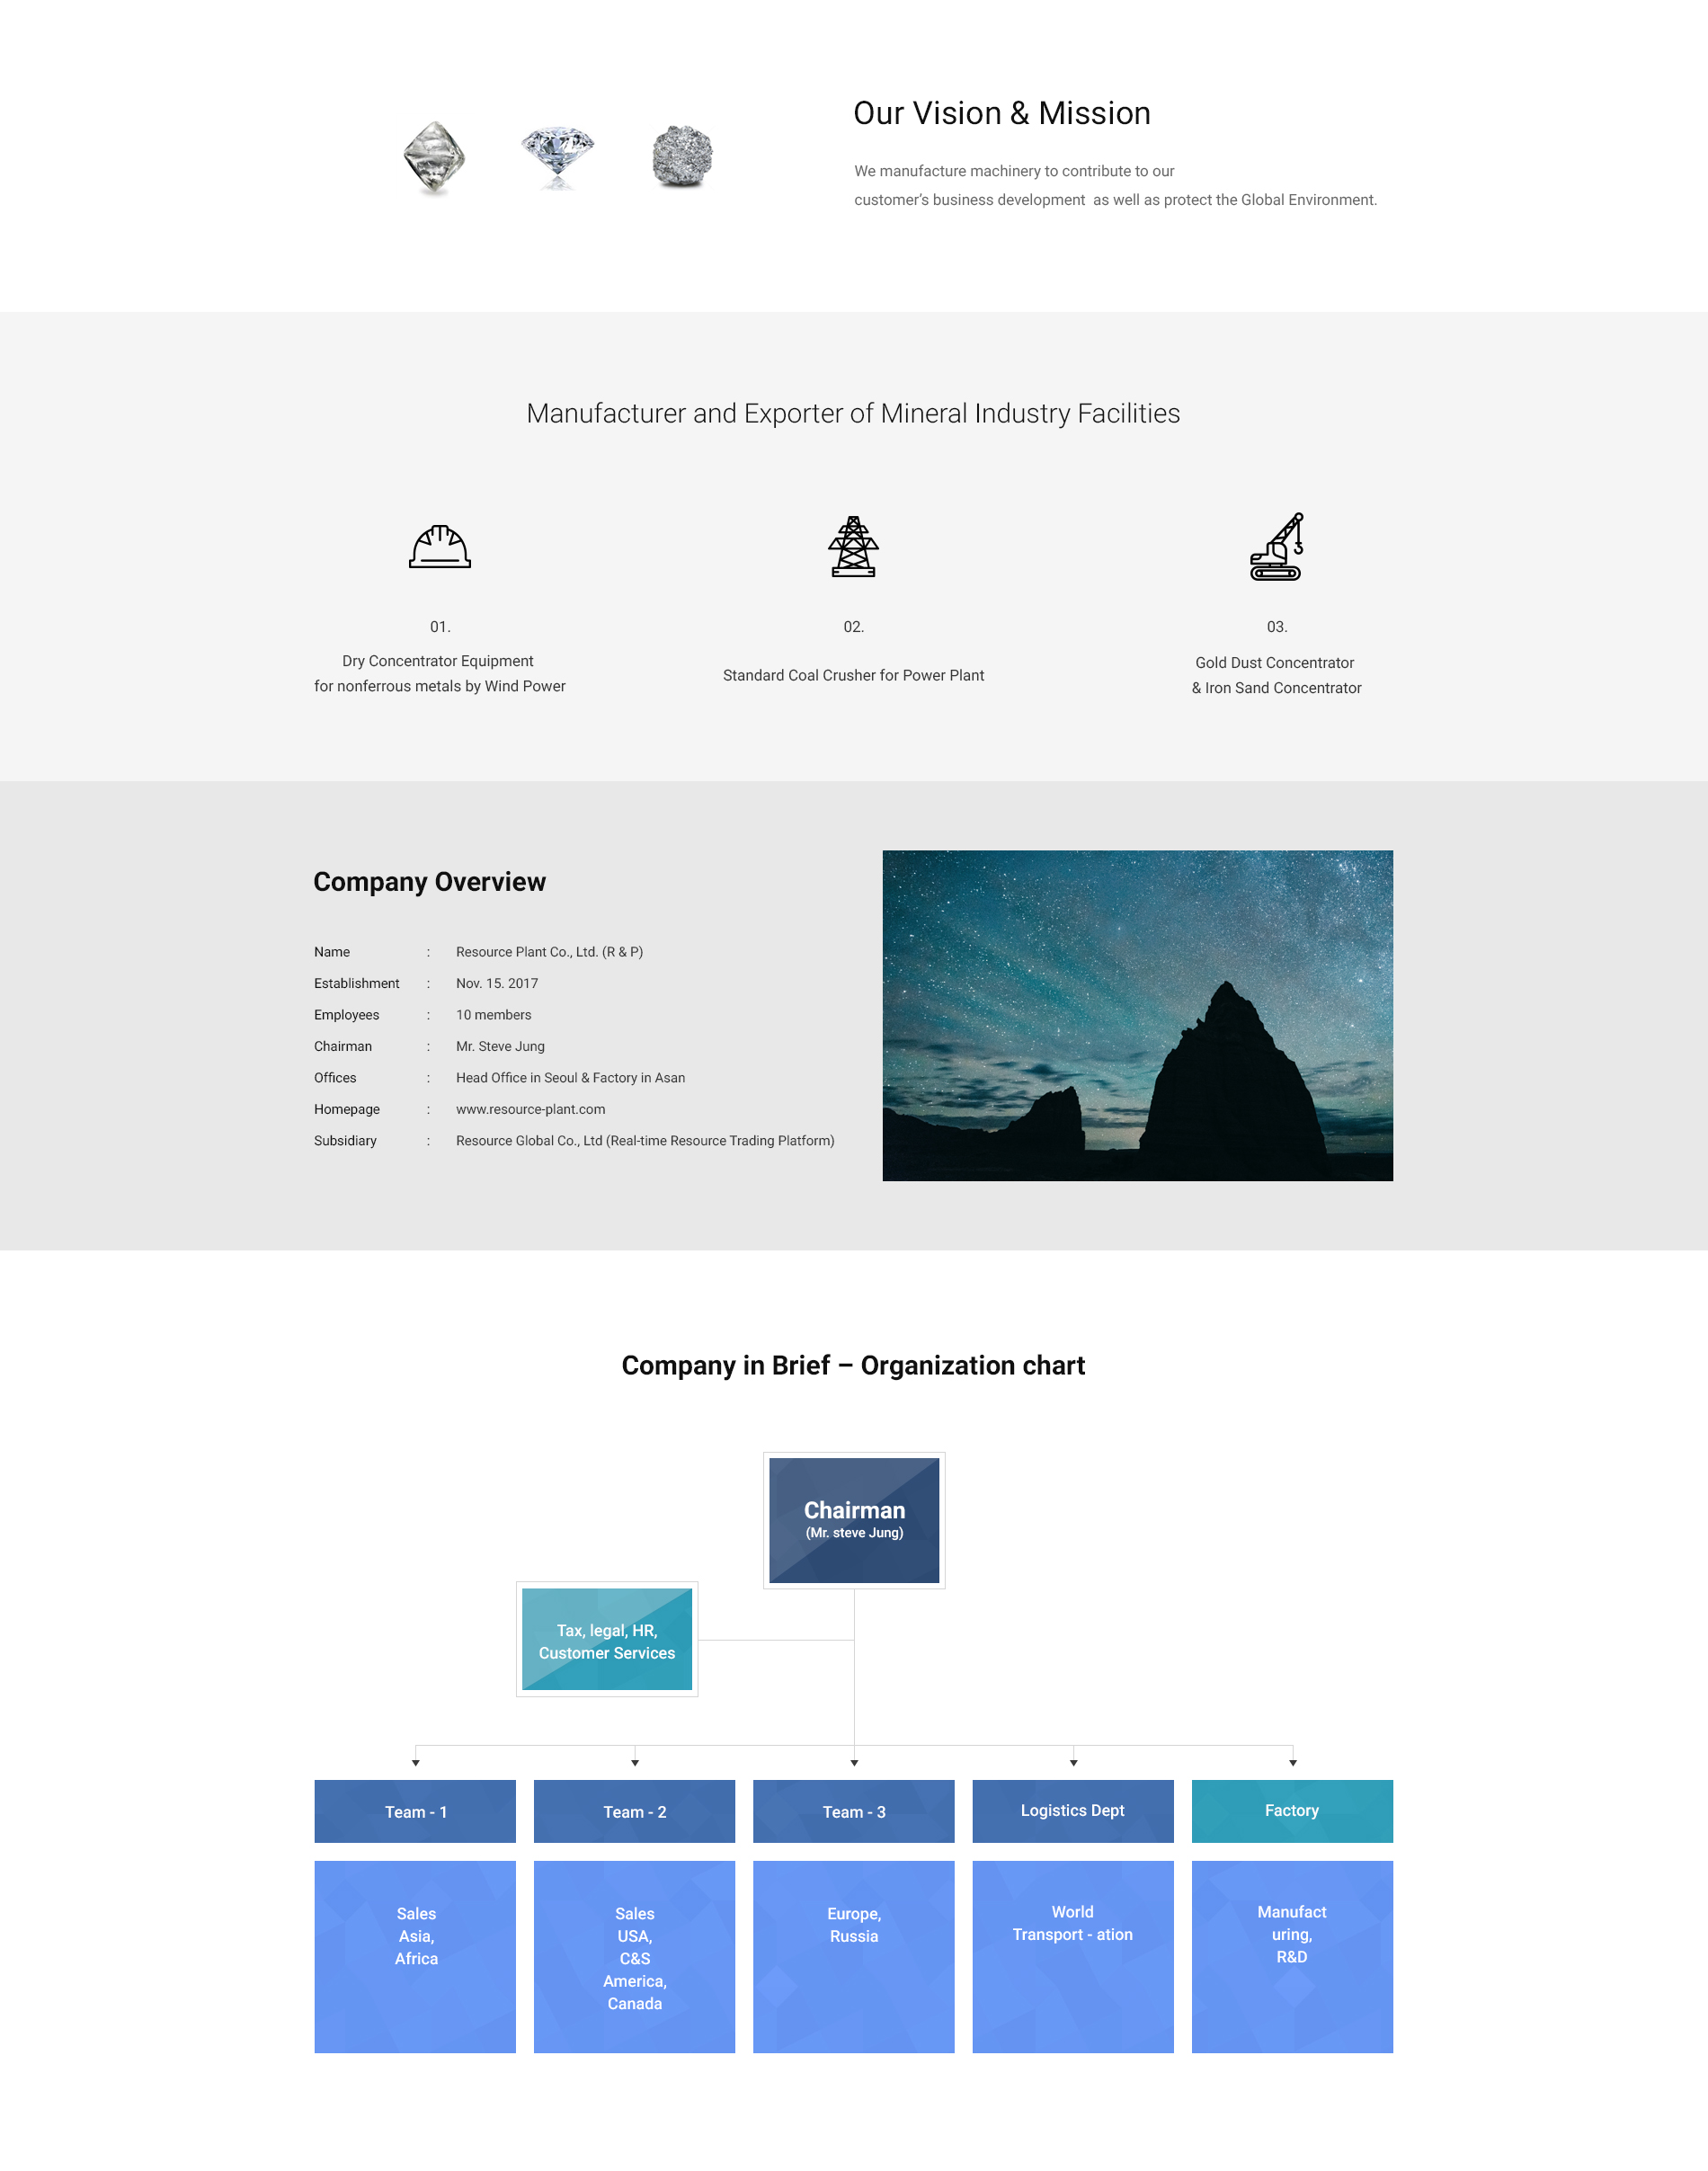 Our Vision & Mission
We manufacture machinery to contribute to our
customer's business development  as well as protect the Global Environment.
Manufacturer and Exporter of Mineral Industry Facilities
01.
Dry Concentrator Equipment
for nonferrous metals by Wind Power
02.
Standard Coal Crusher for Power Plant
03.
Gold Dust Concentrator
& Iron Sand Concentrator
Company Overview
Name : Resource Plant Co., Ltd. (R & P)
Establishment : Nov. 15. 2017
Employees : 10 members
Chairman : Mr. Steve Jung
Offices : Head Office in Seoul & Factory in Asan
Homepage : www.resource-plant.com
Subsidiary : Resource Global Co., Ltd (Real-time Resource Trading Platform)
Company in Brief – Organization chart
Chairman
(Mr. steve Jung)
Tax, legal, HR,
Customer Services
Team - 1
Sales
Asia,
Africa
Team - 2
Sales
USA,
C&S
America,
Canada
Team - 3
Europe,
Russia
Logistics Dept
World
Transport - ation
Factory
Manufact
uring,
R&D